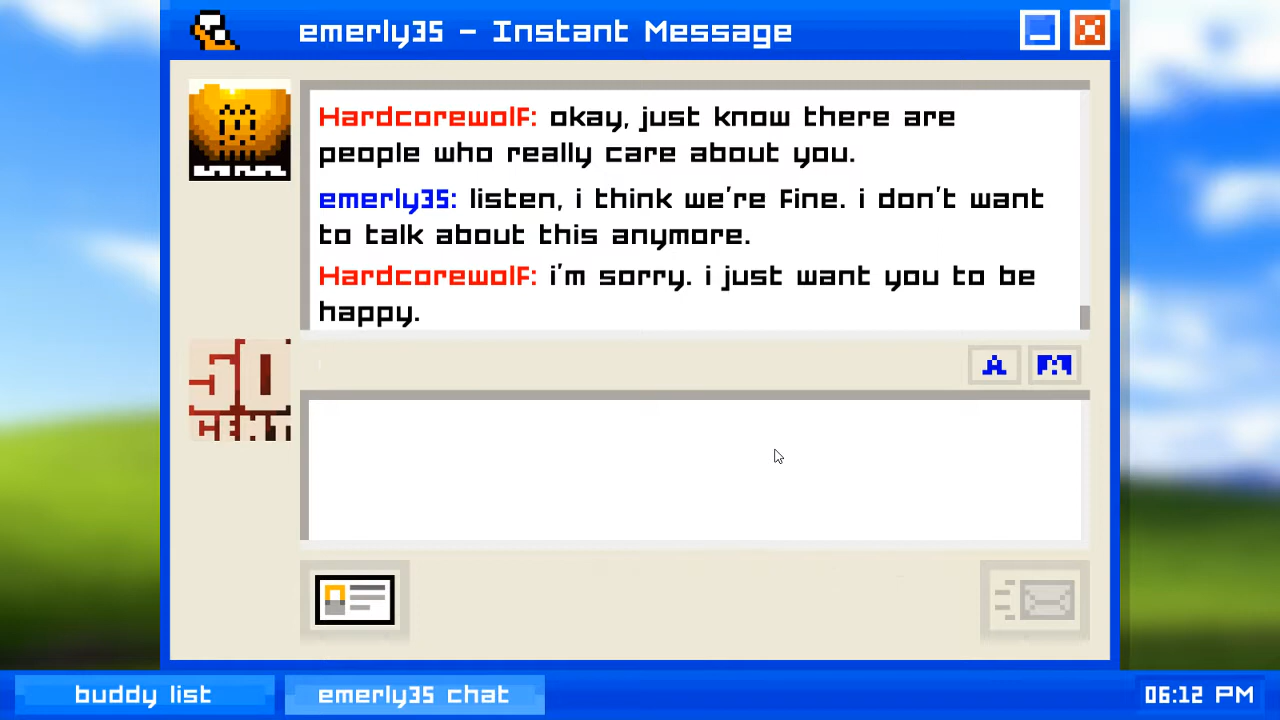 emerly35 - Instant Message
Hardcorewolf: okay, just know there are
people who really care about you.
emerly35: listen, i think we're fine. i don't want
to talk about this anymore.
Hardcorewolf: i'm sorry. i just want you to be
happy.
50
CENT
A
buddy list
emerly35 chat
06:12 PM